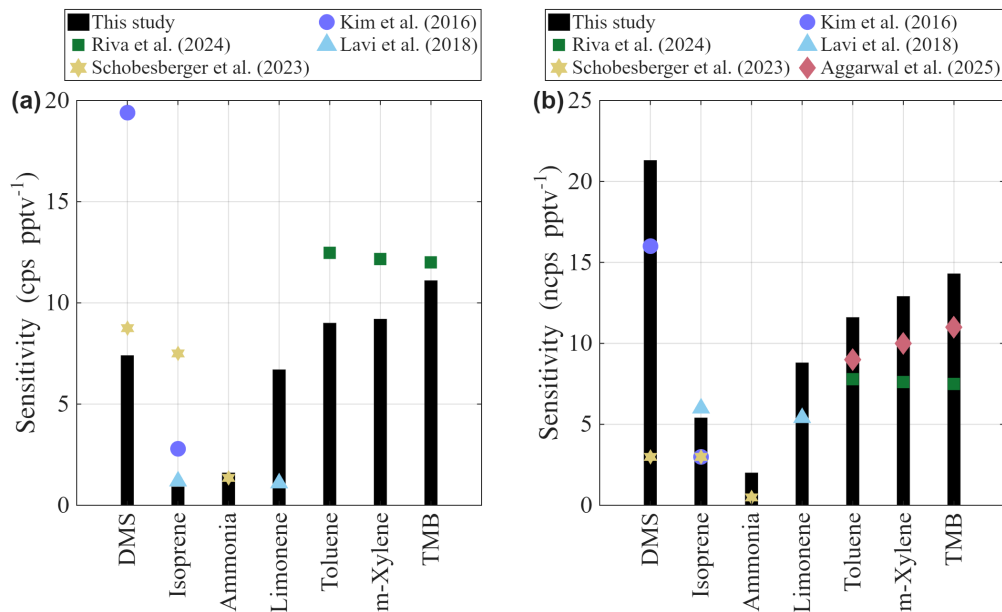 This study
Kim et al. (2016)
Riva et al. (2024)
Lavi et al. (2018)
Schobesberger et al. (2023)
(a)
20
15
10
5
0
Sensitivity (cps pptv⁻¹)
DMS
Isoprene
Ammonia
Limonene
Toluene
m-Xylene
TMB
This study
Kim et al. (2016)
Riva et al. (2024)
Lavi et al. (2018)
Schobesberger et al. (2023)
Aggarwal et al. (2025)
(b)
25
20
15
10
5
0
Sensitivity (ncps pptv⁻¹)
DMS
Isoprene
Ammonia
Limonene
Toluene
m-Xylene
TMB